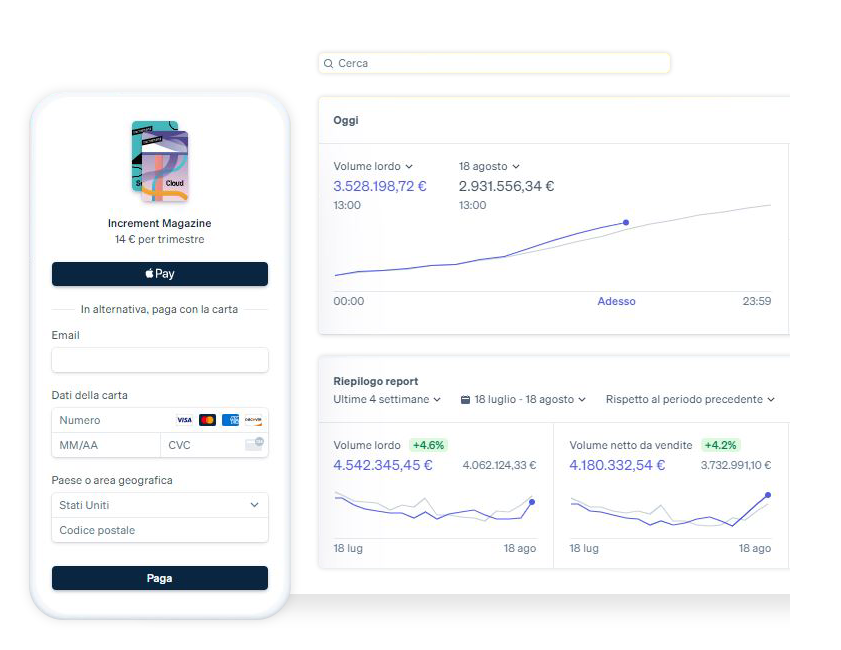 Cerca
Cloud
Increment Magazine
14 € per trimestre
Pay
In alternativa, paga con la carta
Email
Dati della carta
Numero VISA
MM/AA CVC
Paese o area geografica
Stati Uniti
Codice postale
Paga
Oggi
Volume lordo 18 agosto
3.528.198,72 € 2.931.556,34 €
13:00 13:00
00:00 Adesso 23:59
Riepilogo report
Ultime 4 settimane 18 luglio - 18 agosto Rispetto al periodo precedente
Volume lordo +4.6%
4.542.345,45 € 4.062.124,33 €
18 lug 18 ago
Volume netto da vendite +4.2%
4.180.332,54 € 3.732.991,10 €
18 lug 18 ago